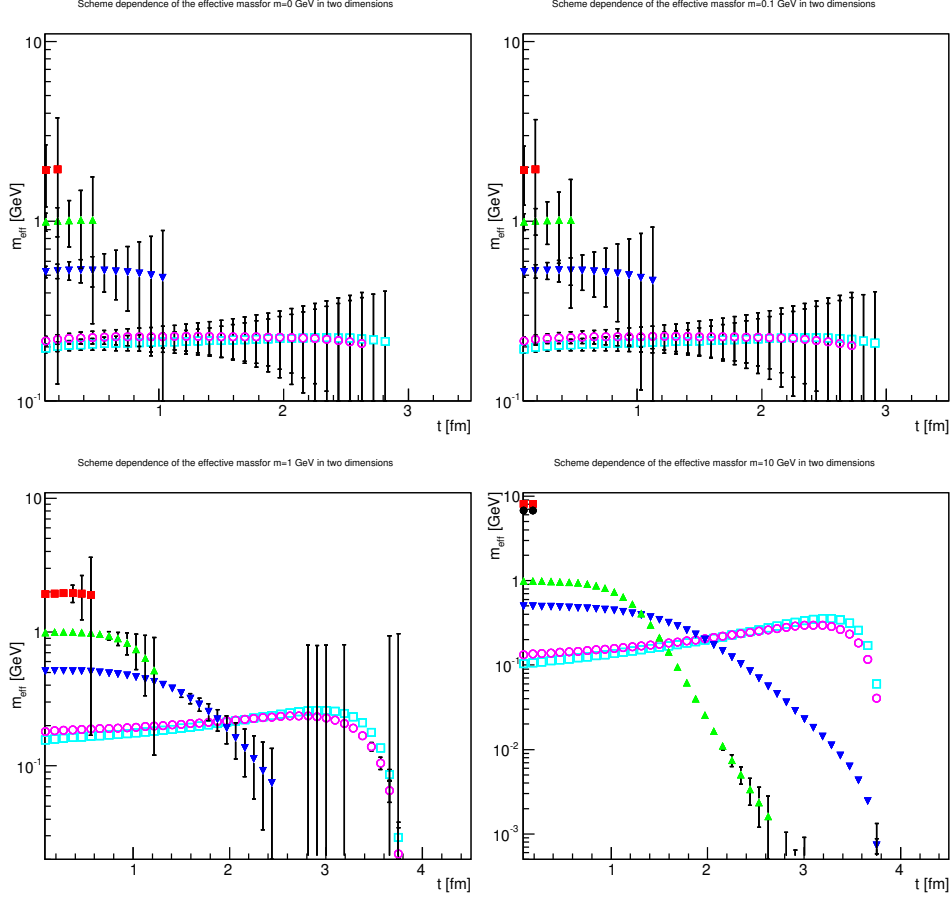 Scheme dependence of the effective massfor m=0 GeV in two dimensions
10
1
10-1
m_eff [GeV]
1 2 3
t [fm]
Scheme dependence of the effective massfor m=0.1 GeV in two dimensions
10
1
10-1
m_eff [GeV]
1 2 3
t [fm]
Scheme dependence of the effective massfor m=1 GeV in two dimensions
10
1
10-1
m_eff [GeV]
1 2 3 4
t [fm]
Scheme dependence of the effective massfor m=10 GeV in two dimensions
10
1
10-1
10-2
10-3
m_eff [GeV]
1 2 3 4
t [fm]